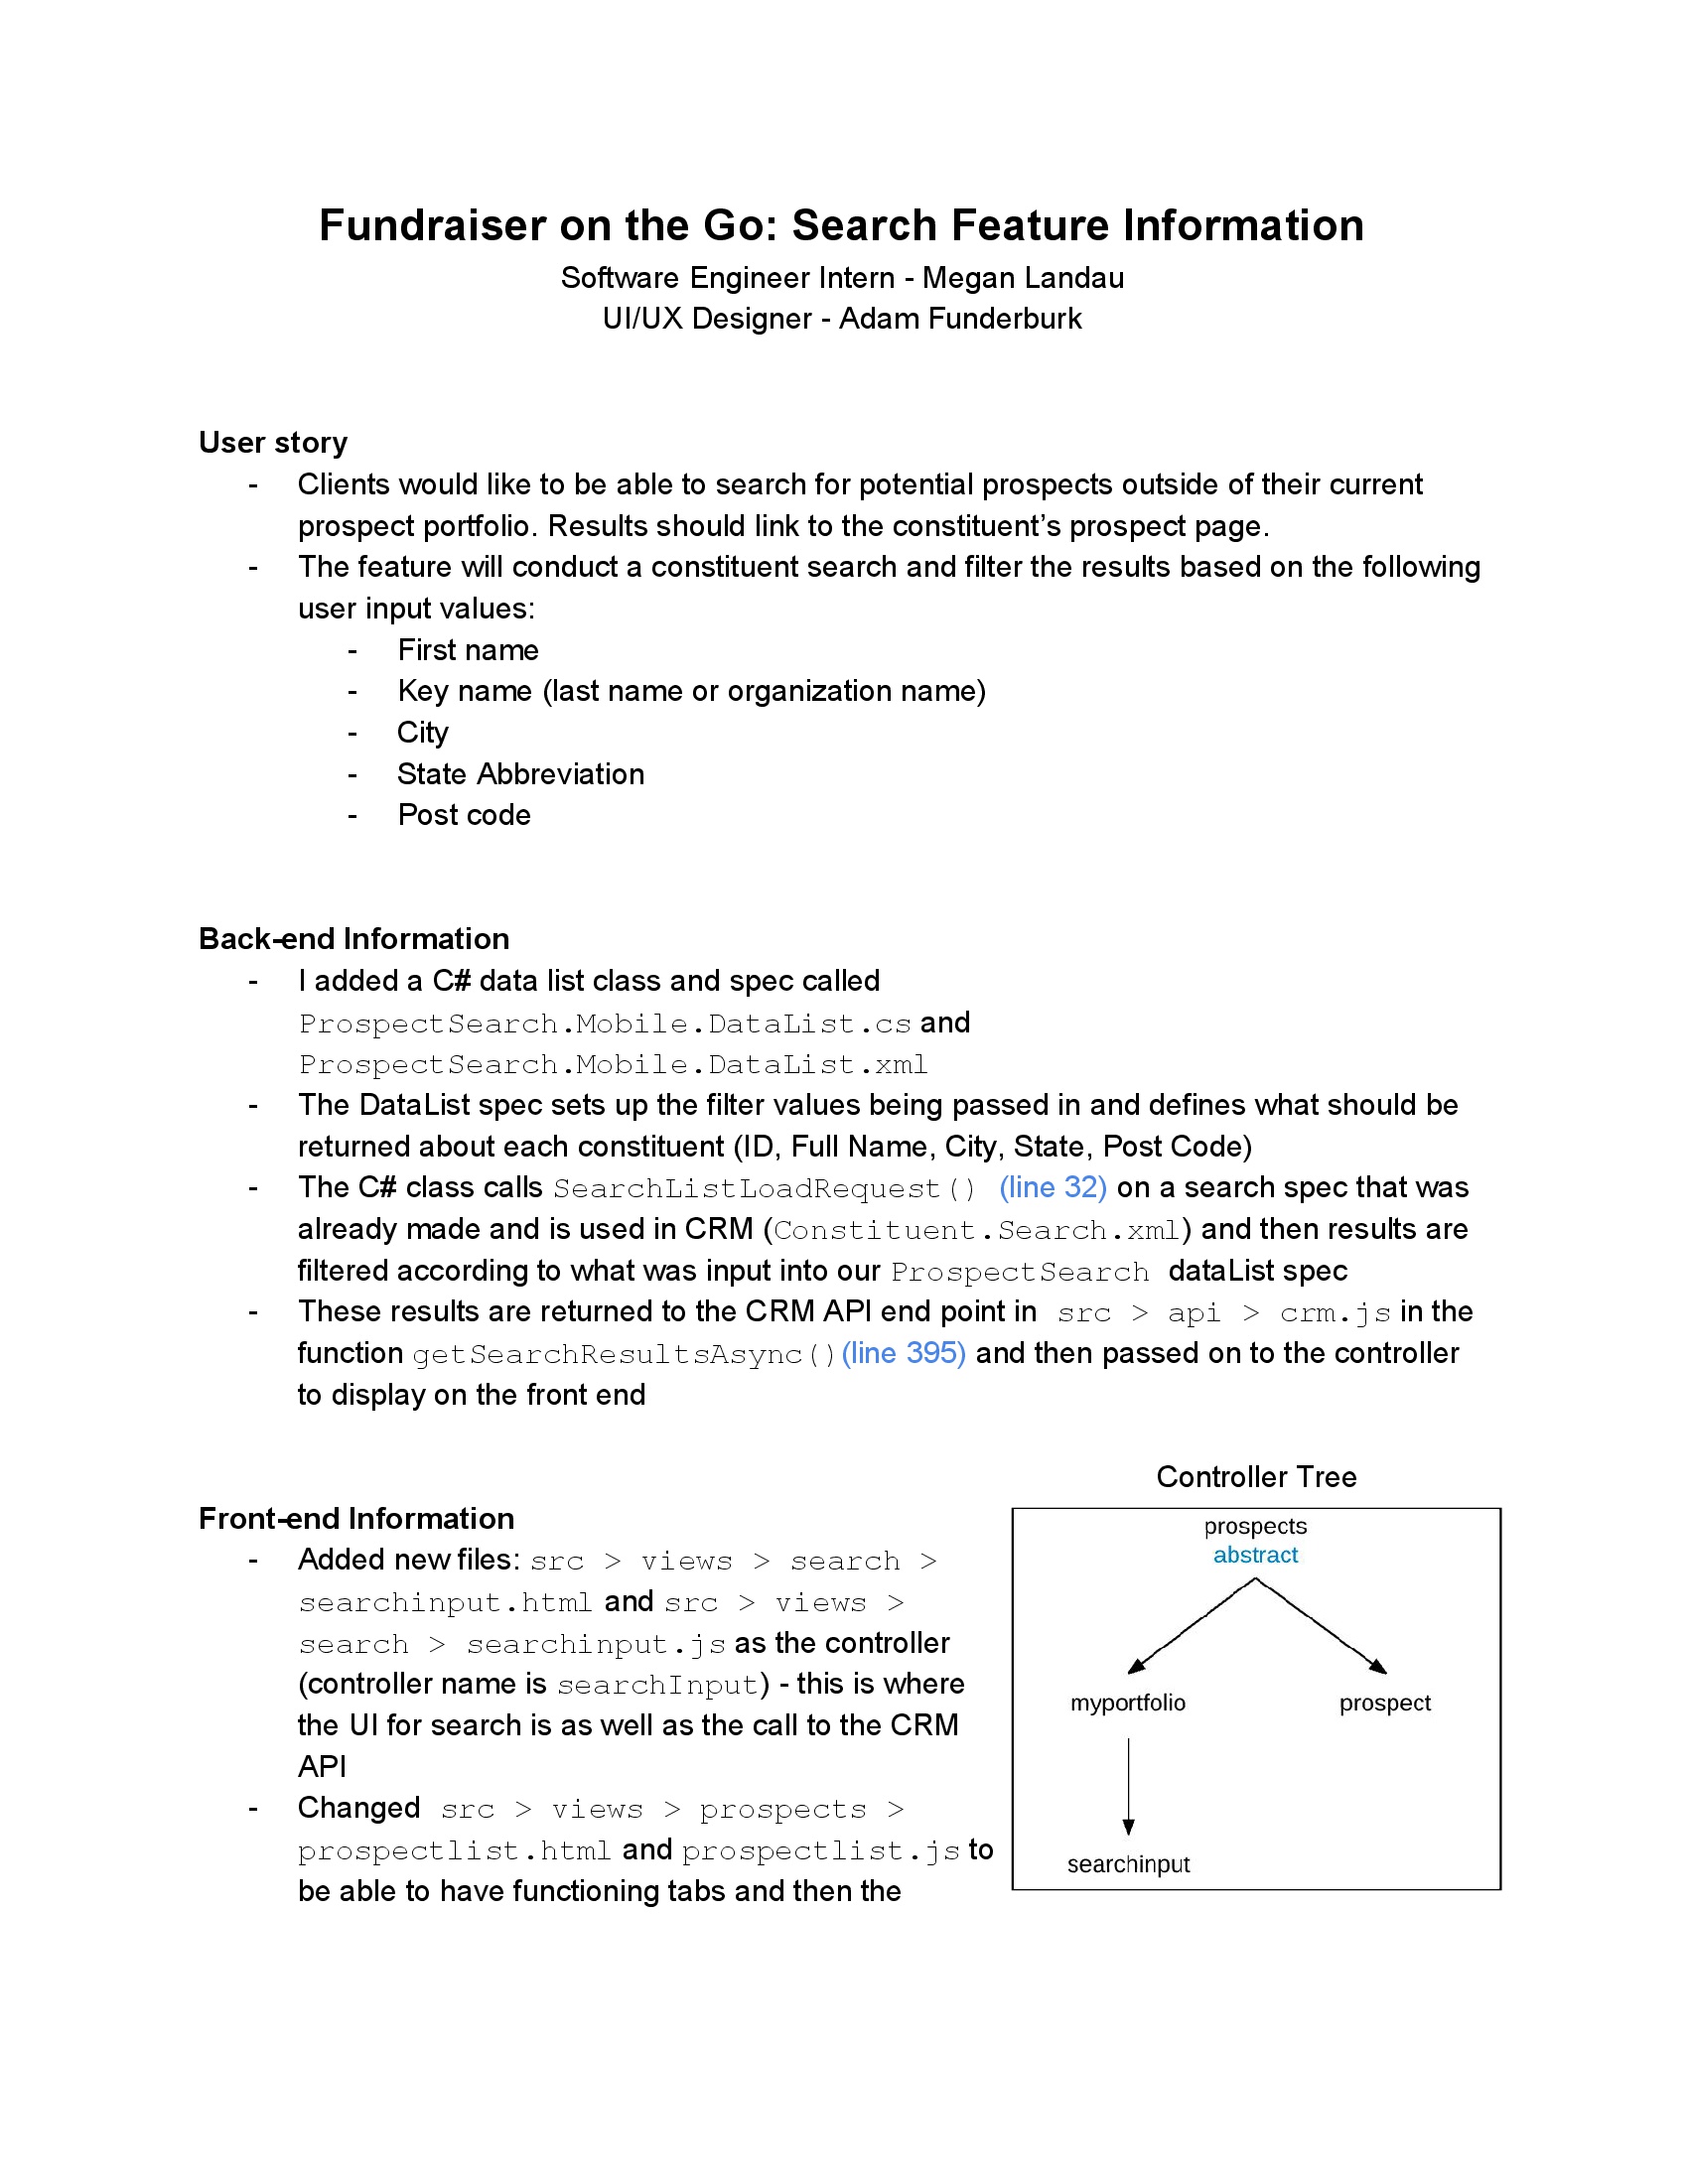 Fundraiser on the Go: Search Feature Information
Software Engineer Intern - Megan Landau
UI/UX Designer - Adam Funderburk
User story
- Clients would like to be able to search for potential prospects outside of their current
prospect portfolio. Results should link to the constituent’s prospect page.
- The feature will conduct a constituent search and filter the results based on the following
user input values:
- First name
- Key name (last name or organization name)
- City
- State Abbreviation
- Post code
Back-end Information
- I added a C# data list class and spec called
ProspectSearch.Mobile.DataList.cs and
ProspectSearch.Mobile.DataList.xml
- The DataList spec sets up the filter values being passed in and defines what should be
returned about each constituent (ID, Full Name, City, State, Post Code)
- The C# class calls SearchListLoadRequest() (line 32) on a search spec that was
already made and is used in CRM (Constituent.Search.xml) and then results are
filtered according to what was input into our ProspectSearch dataList spec
- These results are returned to the CRM API end point in src > api > crm.js in the
function getSearchResultsAsync()(line 395) and then passed on to the controller
to display on the front end
Front-end Information
- Added new files: src > views > search >
searchinput.html and src > views >
search > searchinput.js as the controller
(controller name is searchInput) - this is where
the UI for search is as well as the call to the CRM
API
- Changed src > views > prospects >
prospectlist.html and prospectlist.js to
be able to have functioning tabs and then the
Controller Tree
prospects
abstract
myportfolio prospect
searchinput